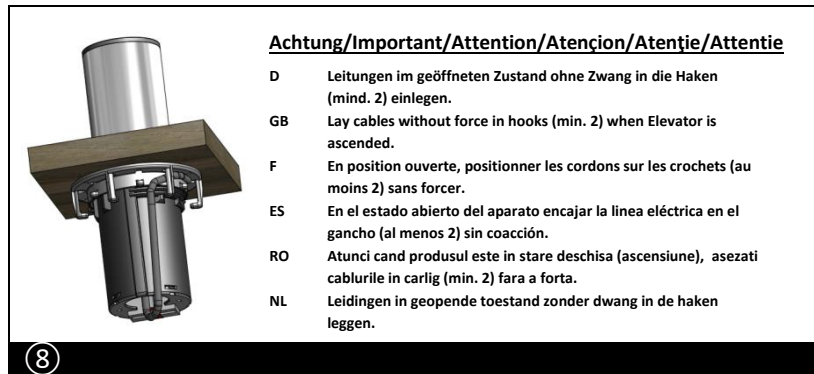 Achtung/Important/Attention/Atençion/Atenţie/Attentie
D Leitungen im geöffneten Zustand ohne Zwang in die Haken
(mind. 2) einlegen.
GB Lay cables without force in hooks (min. 2) when Elevator is
ascended.
F En position ouverte, positionner les cordons sur les crochets (au
moins 2) sans forcer.
ES En el estado abierto del aparato encajar la linea eléctrica en el
gancho (al menos 2) sin coacción.
RO Atunci cand produsul este in stare deschisa (ascensiune), asezati
cablurile in carlig (min. 2) fara a forta.
NL Leidingen in geopende toestand zonder dwang in de haken
leggen.
8